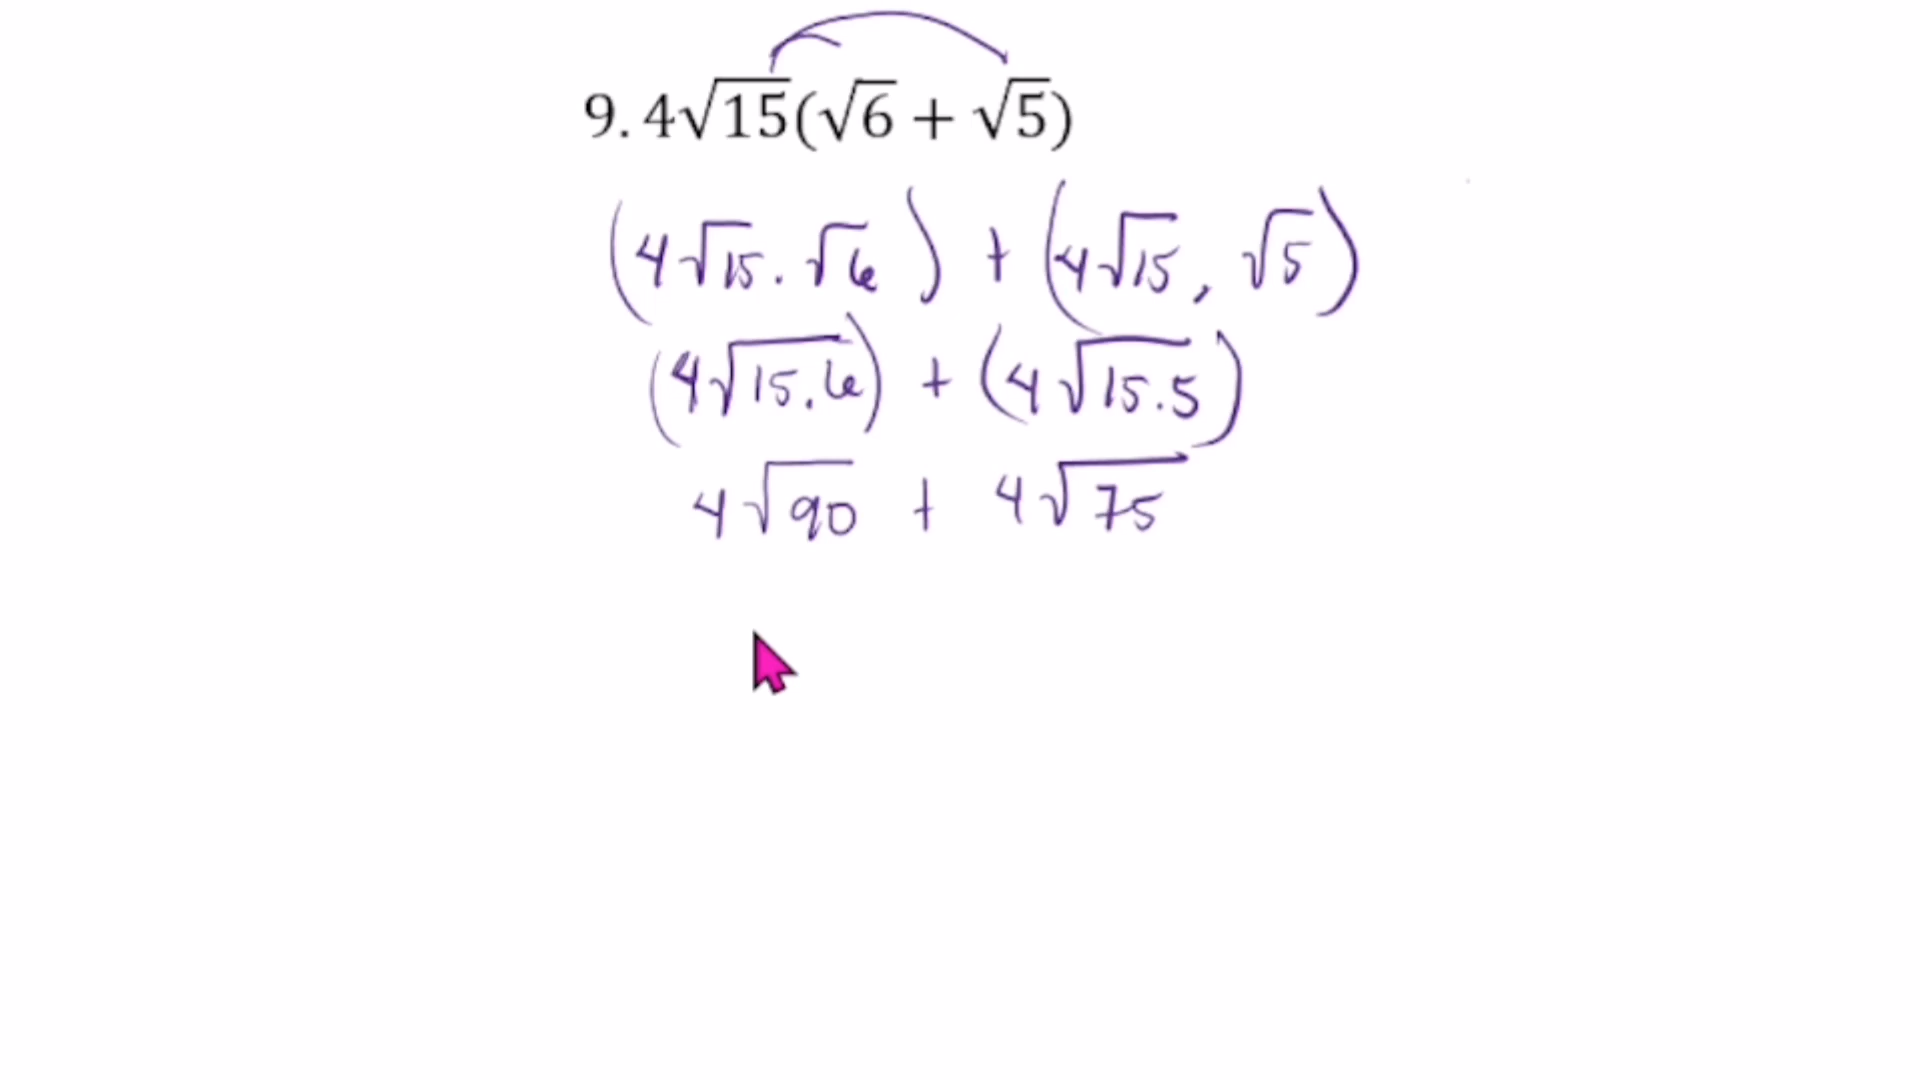 9. 4√15(√6 + √5)
(4√15 . √6) + (4√15 , √5)
(4√15.6) + (4√15.5)
4√90 + 4√75